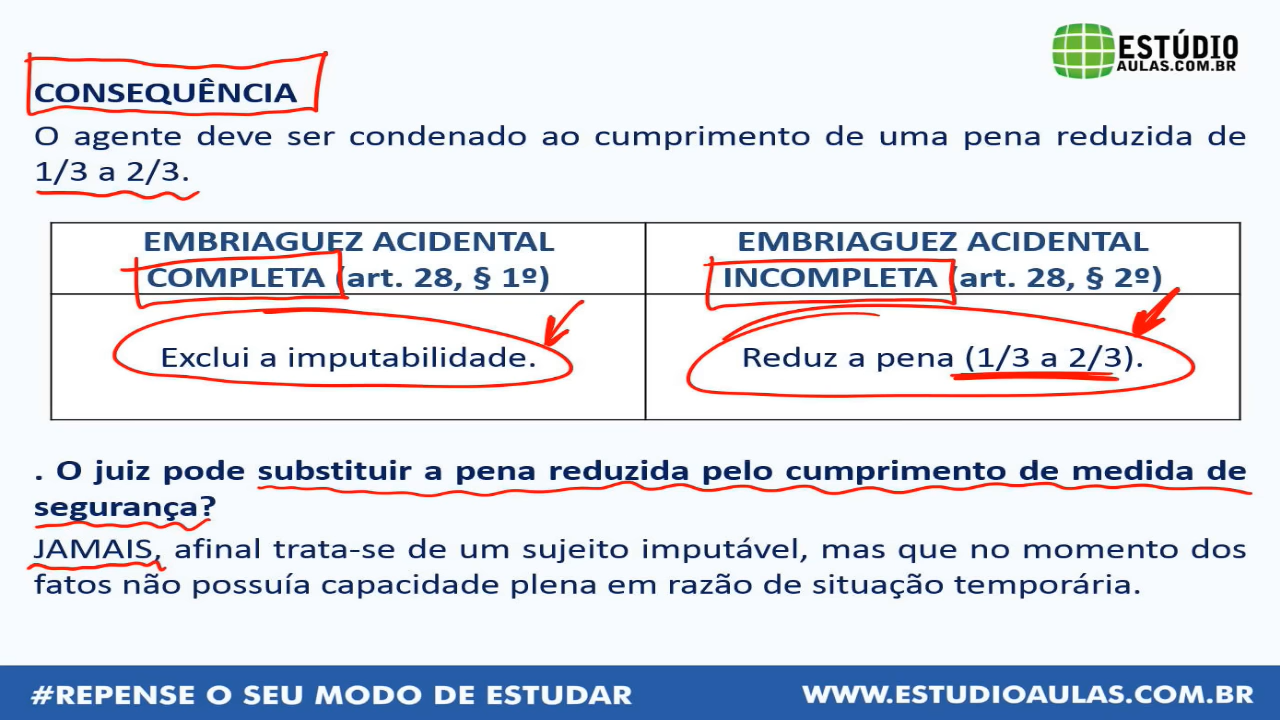 ESTÚDIO
AULAS.COM.BR
CONSEQUÊNCIA
O agente deve ser condenado ao cumprimento de uma pena reduzida de
1/3 a 2/3.
EMBRIAGUEZ ACIDENTAL
COMPLETA (art. 28, § 1º)
EMBRIAGUEZ ACIDENTAL
INCOMPLETA (art. 28, § 2º)
Exclui a imputabilidade.
Reduz a pena (1/3 a 2/3).
. O juiz pode substituir a pena reduzida pelo cumprimento de medida de
segurança?
JAMAIS, afinal trata-se de um sujeito imputável, mas que no momento dos
fatos não possuía capacidade plena em razão de situação temporária.
#REPENSE O SEU MODO DE ESTUDAR
WWW.ESTUDIOAULAS.COM.BR